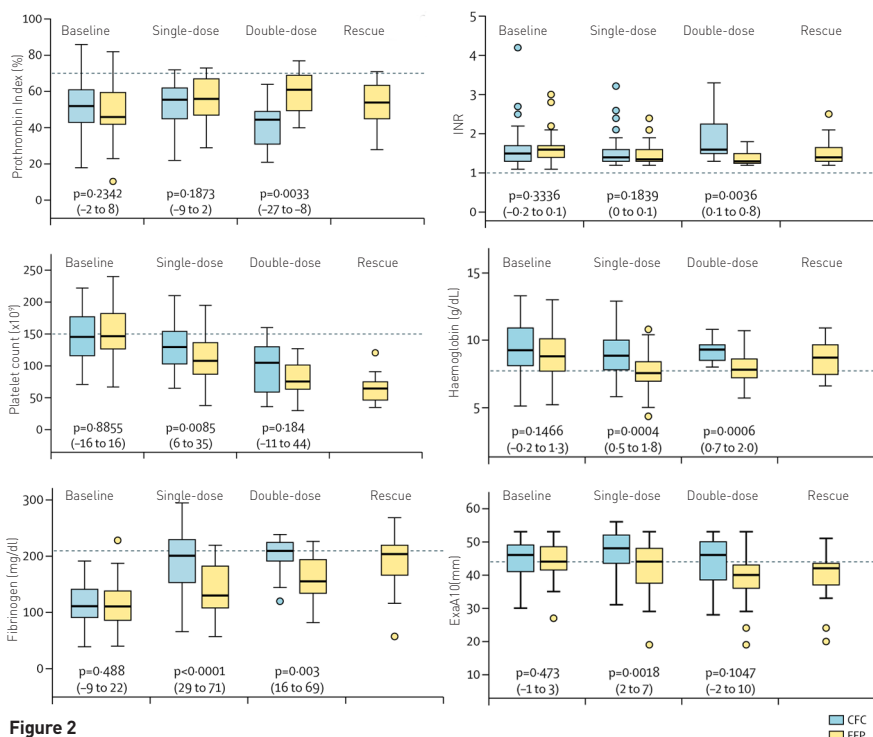 Baseline Single-dose Double-dose Rescue
Prothrombin Index (%)
100
80
60
40
20
0
p=0·2342 p=0·1873 p=0·0033
(−2 to 8) (−9 to 2) (−27 to −8)
Baseline Single-dose Double-dose Rescue
INR
5
4
3
2
1
0
p=0·3336 p=0·1839 p=0·0036
(−0·2 to 0·1) (0 to 0·1) (0·1 to 0·8)
Baseline Single-dose Double-dose Rescue
Platelet count (x10⁹)
250
200
150
100
50
0
p=0·8855 p=0·0085 p=0·184
(−16 to 16) (6 to 35) (−11 to 44)
Baseline Single-dose Double-dose Rescue
Haemoglobin (g/dL)
15
10
5
p=0·1466 p=0·0004 p=0·0006
(−0·2 to 1·3) (0·5 to 1·8) (0·7 to 2·0)
Baseline Single-dose Double-dose Rescue
Fibrinogen (mg/dl)
300
200
100
0
p=0·488 p<0·0001 p=0·003
(−9 to 22) (29 to 71) (16 to 69)
Baseline Single-dose Double-dose Rescue
ExaA10(mm)
60
50
40
30
20
10
p=0·473 p=0·0018 p=0·1047
(−1 to 3) (2 to 7) (−2 to 10)
Figure 2
CFC
FFP